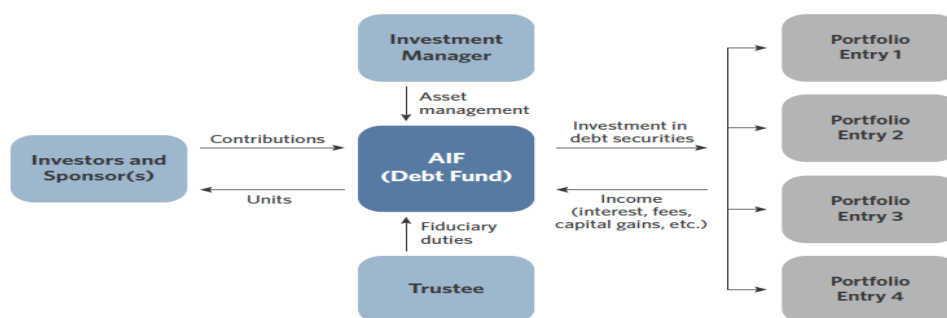 Investment
Manager
Portfolio
Entry 1
Asset
management
Contributions
Investment in
debt securities
Portfolio
Entry 2
Investors and
Sponsor(s)
AIF
(Debt Fund)
Units
Income
(interest, fees,
capital gains, etc.)
Portfolio
Entry 3
Fiduciary
duties
Trustee
Portfolio
Entry 4